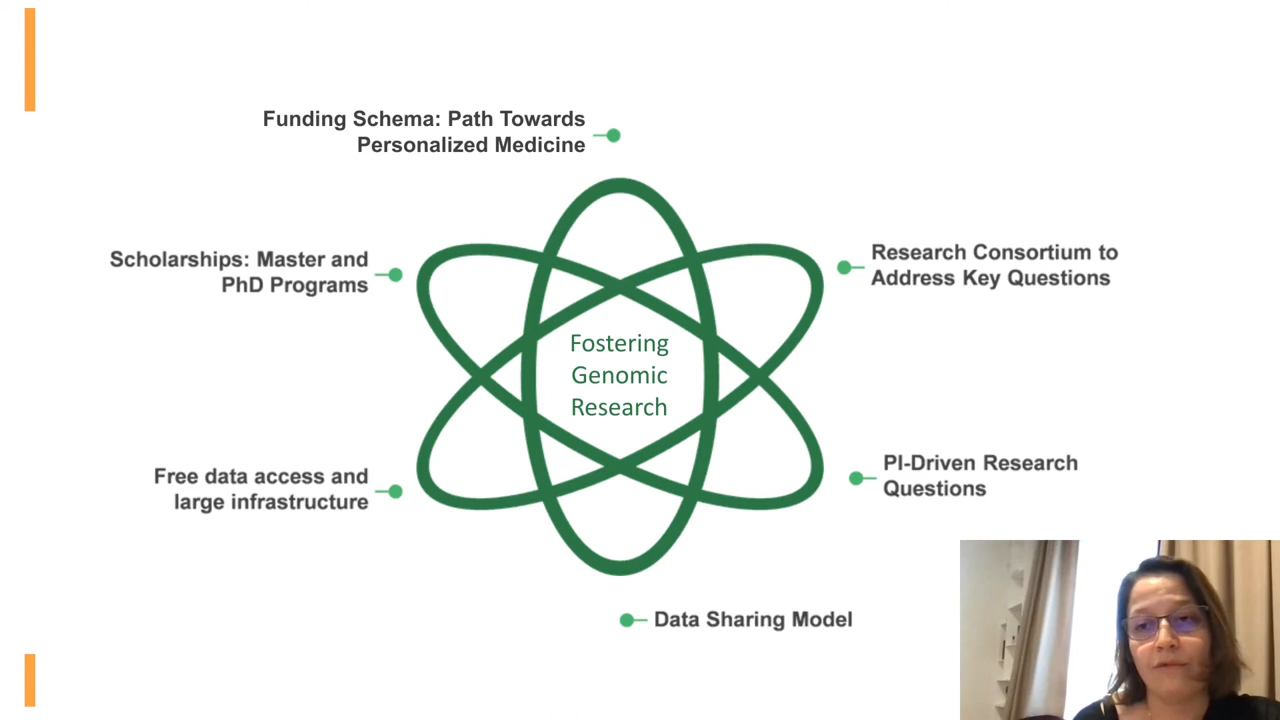 Funding Schema: Path Towards
Personalized Medicine
Scholarships: Master and
PhD Programs
Research Consortium to
Address Key Questions
Fostering
Genomic
Research
Free data access and
large infrastructure
PI-Driven Research
Questions
Data Sharing Model